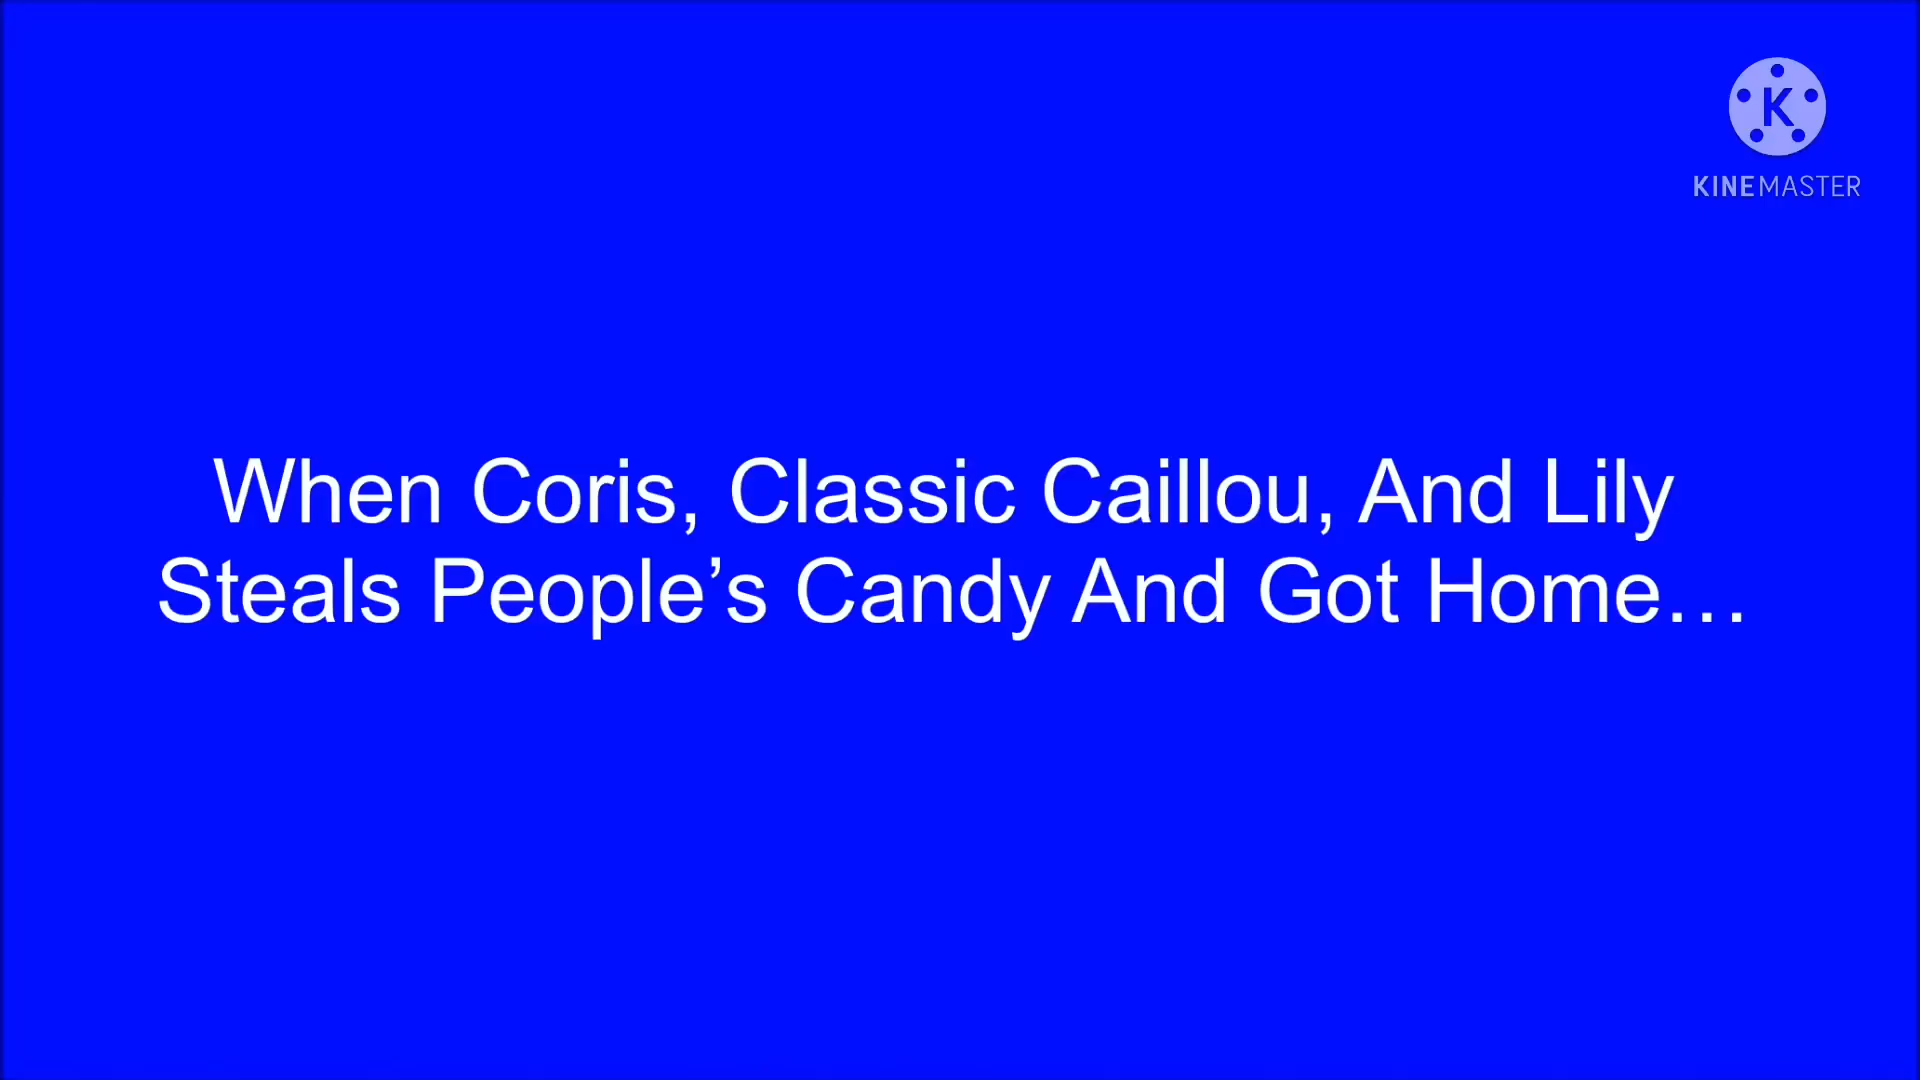 K
KINEMASTER
When Coris, Classic Caillou, And Lily
Steals People’s Candy And Got Home…